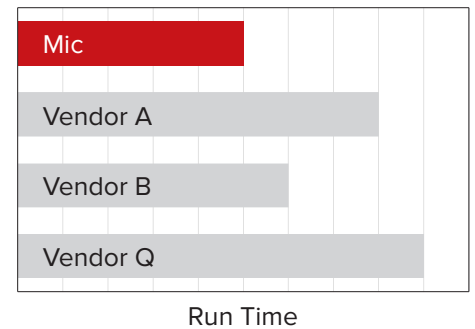 Mic
Vendor A
Vendor B
Vendor Q
Run Time